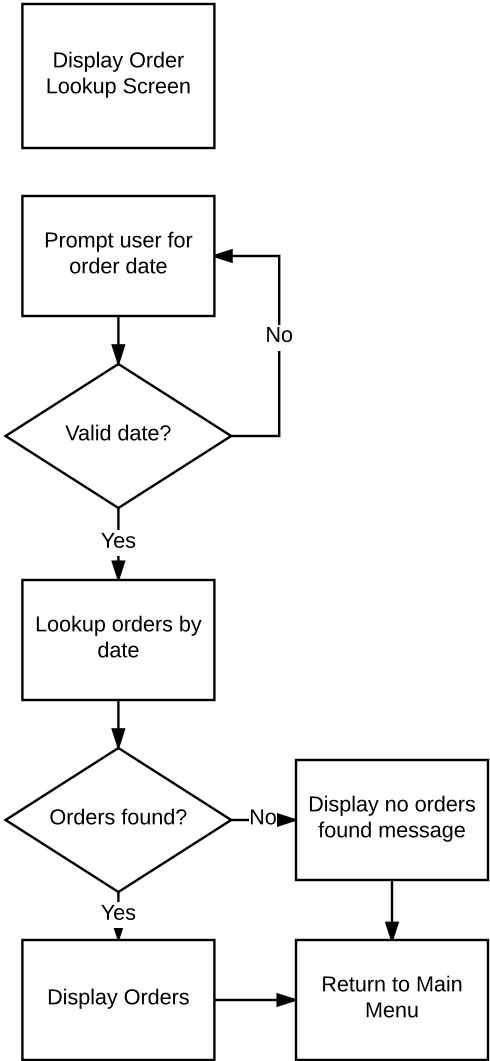 Display Order
Lookup Screen
Prompt user for
order date
No
Valid date?
Yes
Lookup orders by
date
Orders found?
No
Display no orders
found message
Yes
Display Orders
Return to Main
Menu